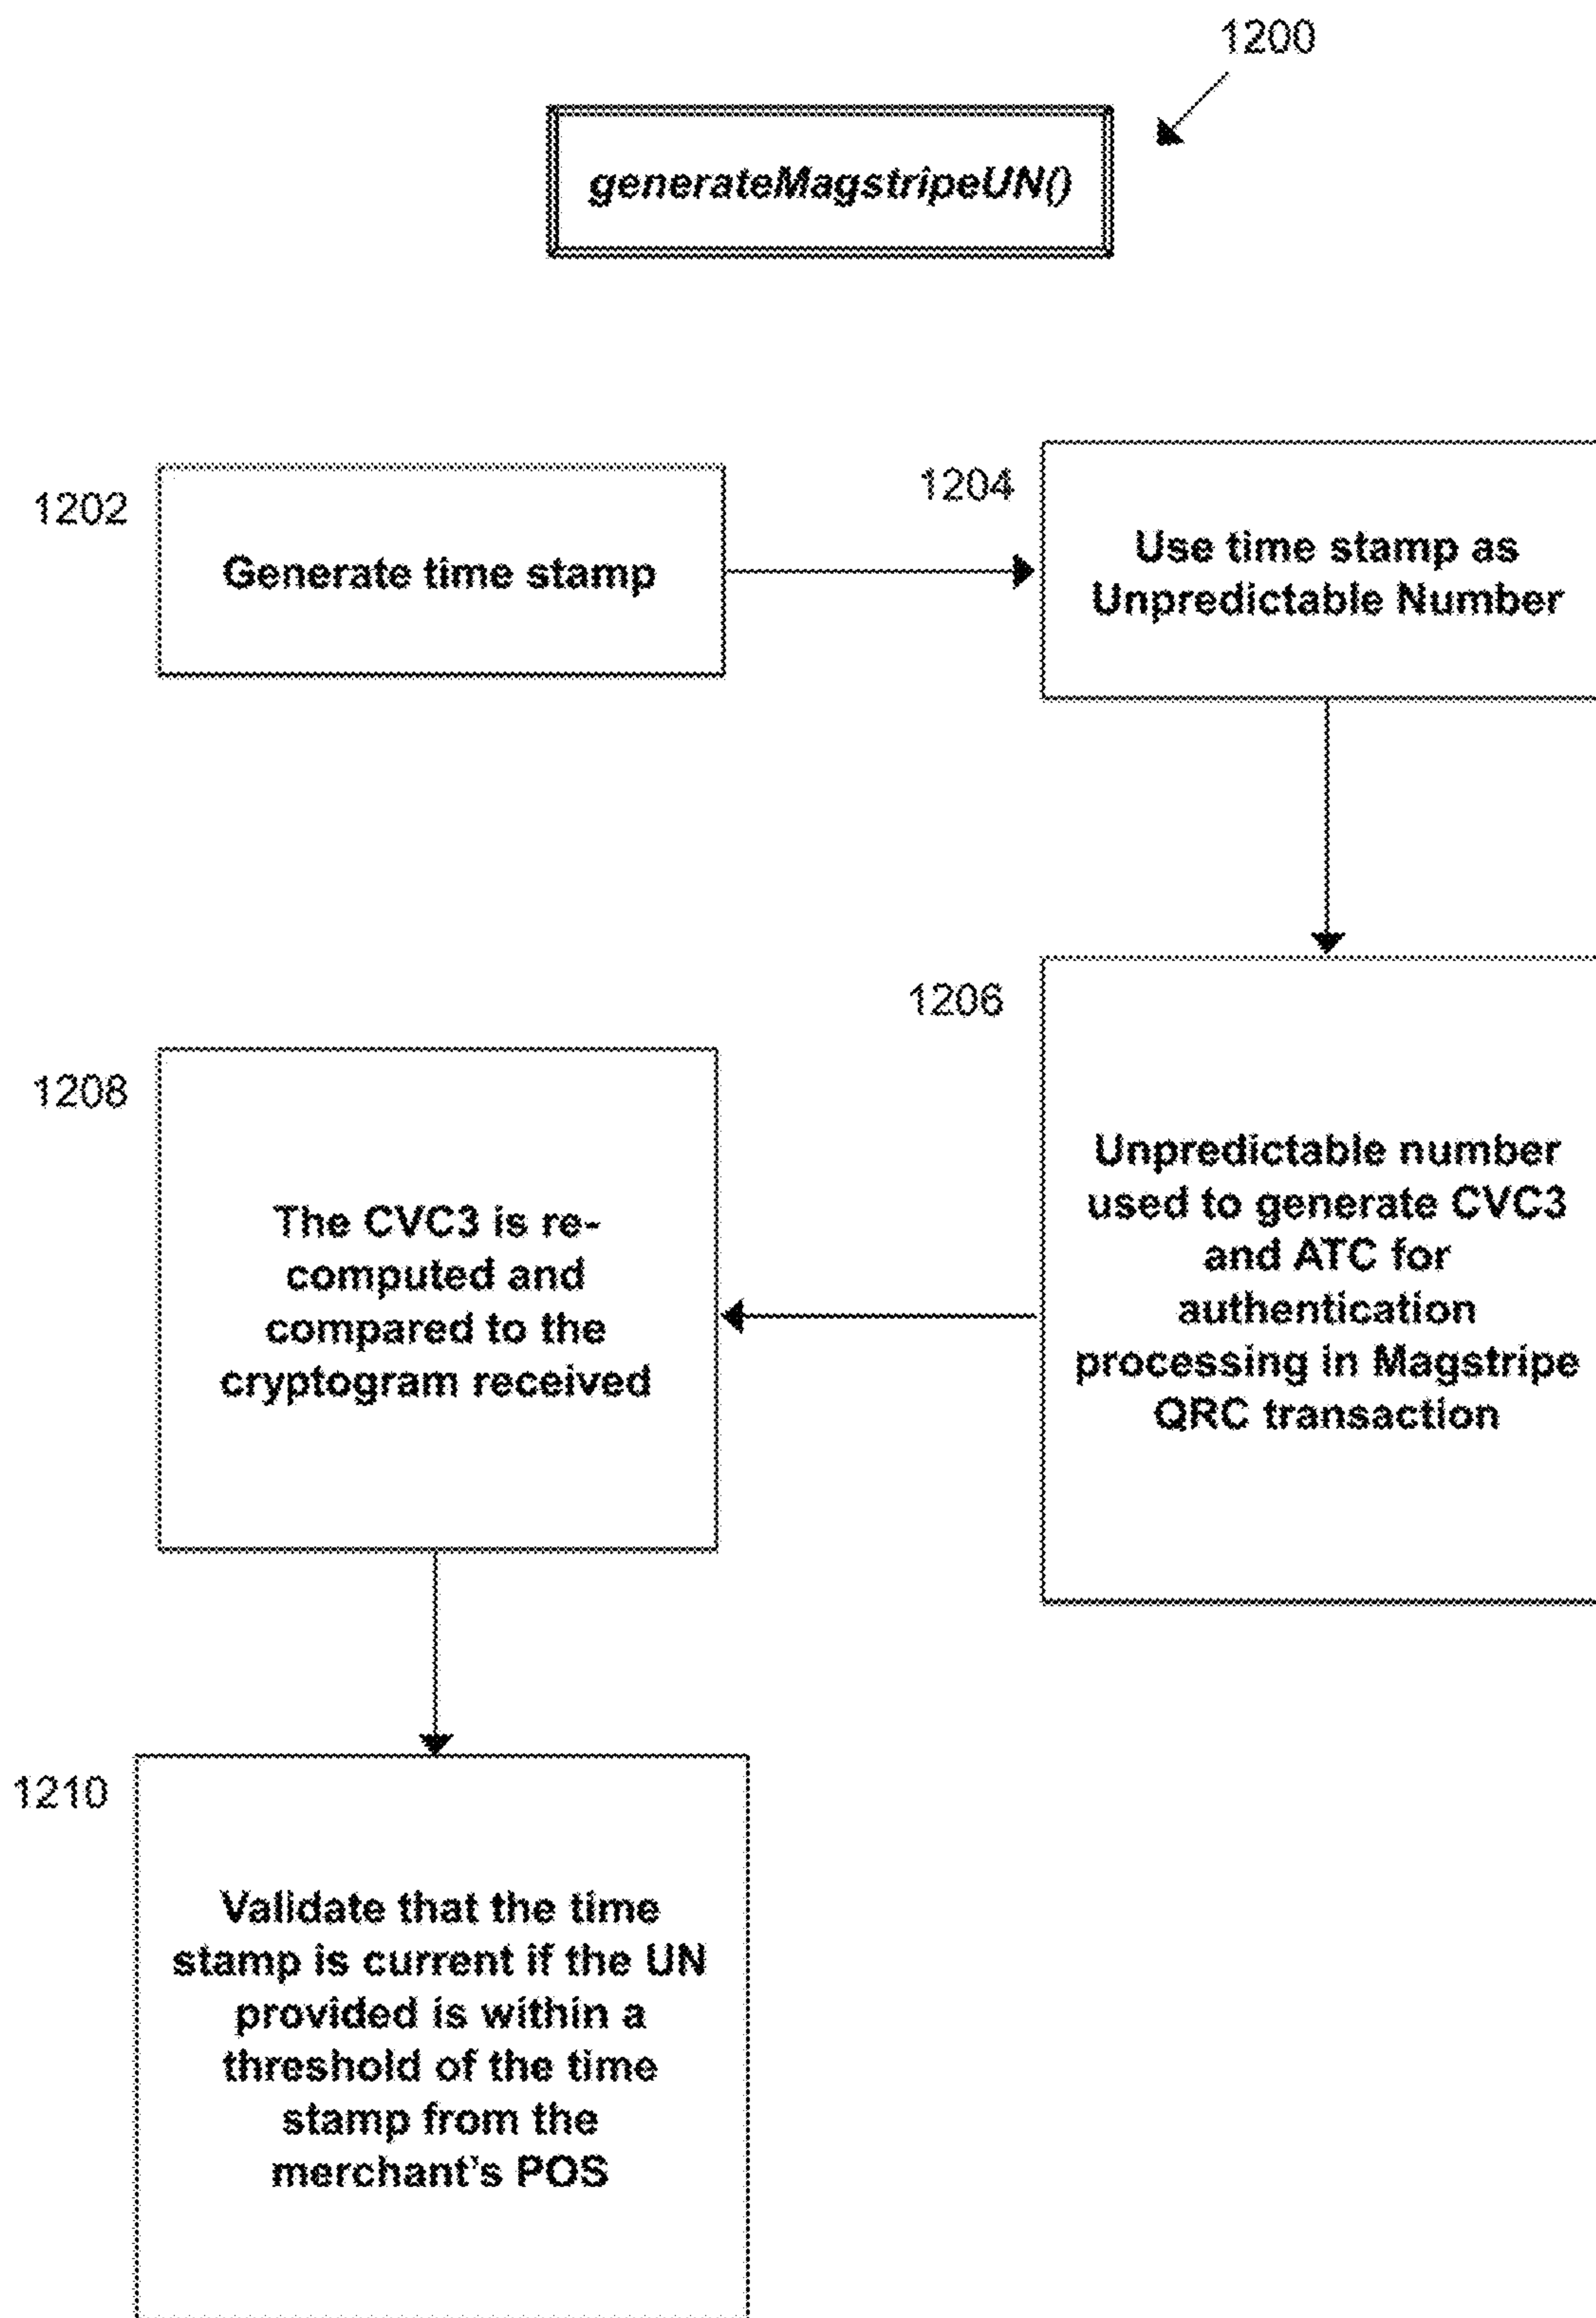 1200
generateMagstripeUN()
1202
Generate time stamp
1204
Use time stamp as
Unpredictable Number
1206
Unpredictable number
used to generate CVC3
and ATC for
authentication
processing in Magstripe
QRC transaction
1208
The CVC3 is re-
computed and
compared to the
cryptogram received
1210
Validate that the time
stamp is current if the UN
provided is within a
threshold of the time
stamp from the
merchant's POS